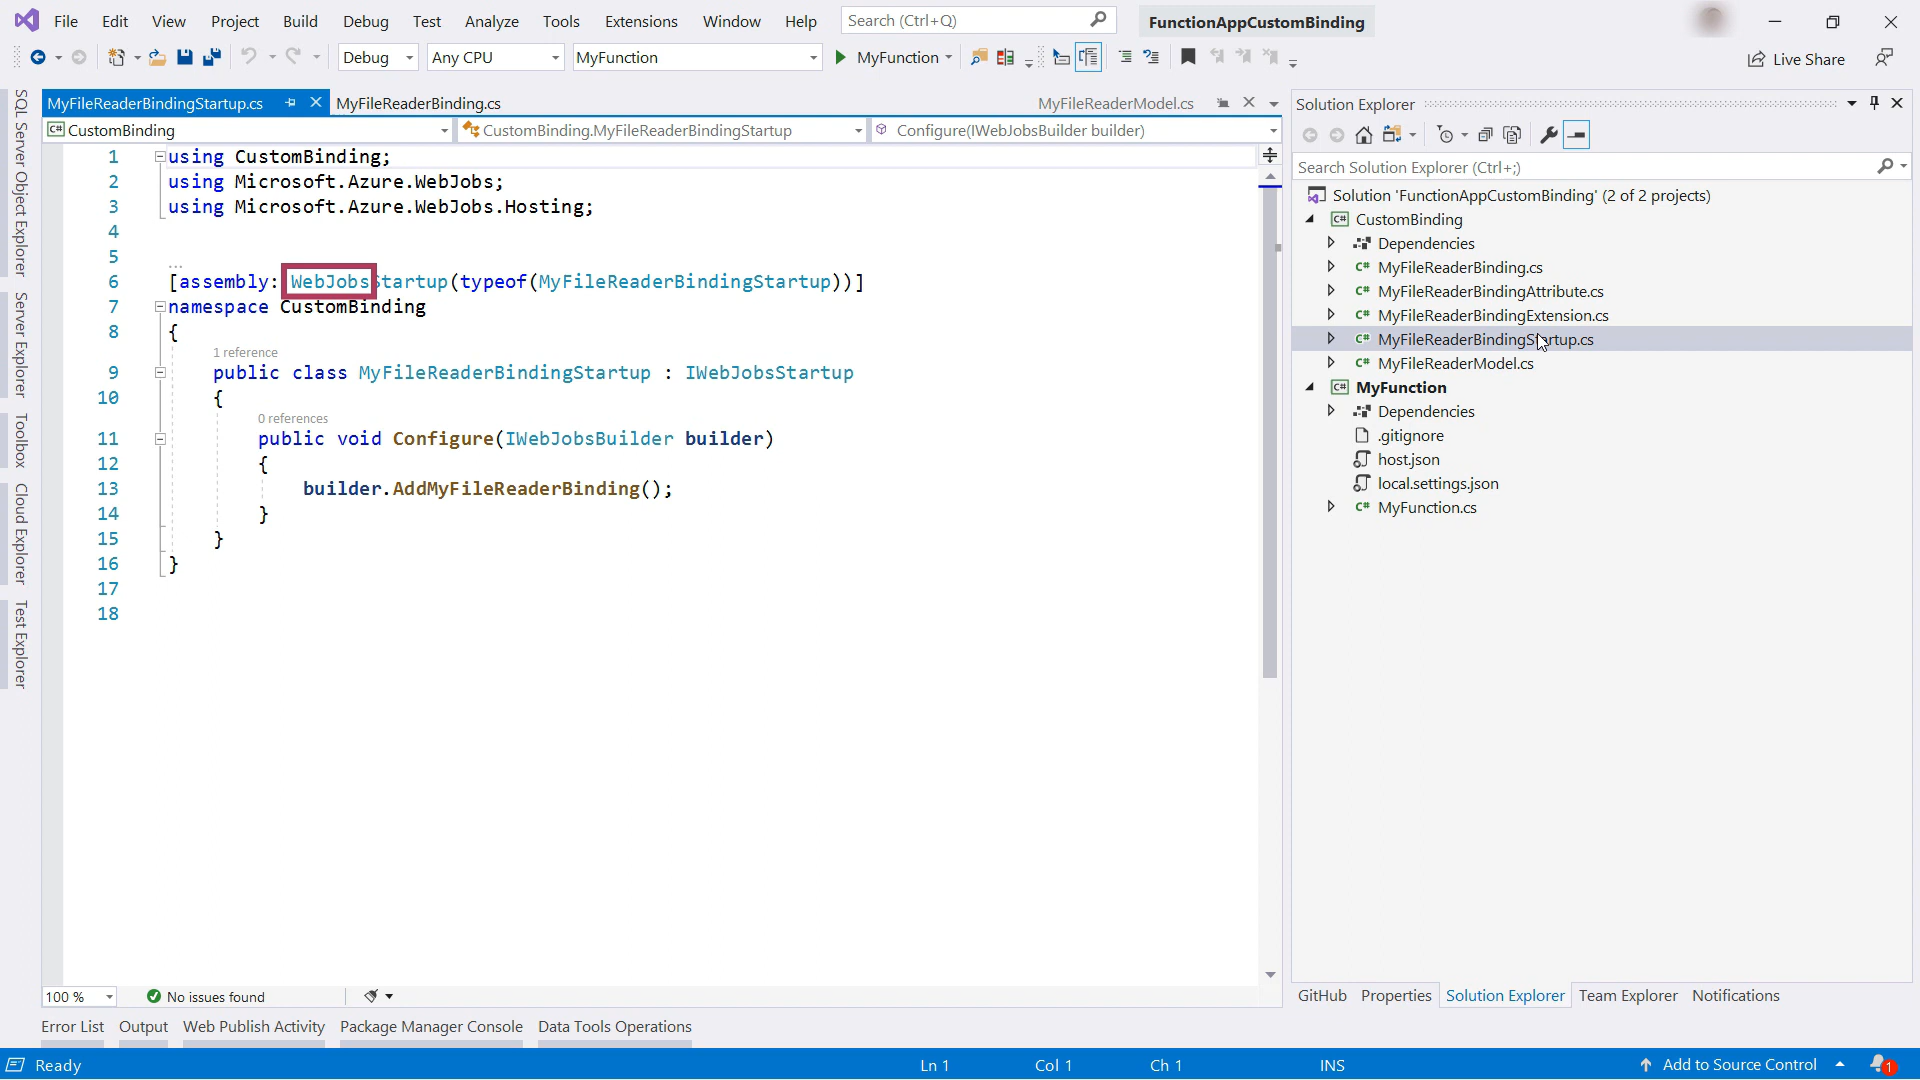 File Edit View Project Build Debug Test Analyze Tools Extensions Window Help Search (Ctrl+Q) FunctionAppCustomBinding
Debug Any CPU MyFunction MyFunction Live Share
SQL Server Object Explorer
Server Explorer
Toolbox
Cloud Explorer
Test Explorer
MyFileReaderBindingStartup.cs MyFileReaderBinding.cs MyFileReaderModel.cs
CustomBinding CustomBinding.MyFileReaderBindingStartup Configure(IWebJobsBuilder builder)
1 using CustomBinding;
2 using Microsoft.Azure.WebJobs;
3 using Microsoft.Azure.WebJobs.Hosting;
4
5
6 [assembly: WebJobsStartup(typeof(MyFileReaderBindingStartup))]
7 namespace CustomBinding
8 {
1 reference
9 public class MyFileReaderBindingStartup : IWebJobsStartup
10 {
0 references
11 public void Configure(IWebJobsBuilder builder)
12 {
13 builder.AddMyFileReaderBinding();
14 }
15 }
16 }
17
18
100 % No issues found
Solution Explorer
Search Solution Explorer (Ctrl+;)
Solution 'FunctionAppCustomBinding' (2 of 2 projects)
C# CustomBinding
Dependencies
C# MyFileReaderBinding.cs
C# MyFileReaderBindingAttribute.cs
C# MyFileReaderBindingExtension.cs
C# MyFileReaderBindingStartup.cs
C# MyFileReaderModel.cs
C# MyFunction
Dependencies
.gitignore
host.json
local.settings.json
C# MyFunction.cs
GitHub Properties Solution Explorer Team Explorer Notifications
Error List Output Web Publish Activity Package Manager Console Data Tools Operations
Ready Ln 1 Col 1 Ch 1 INS Add to Source Control 1